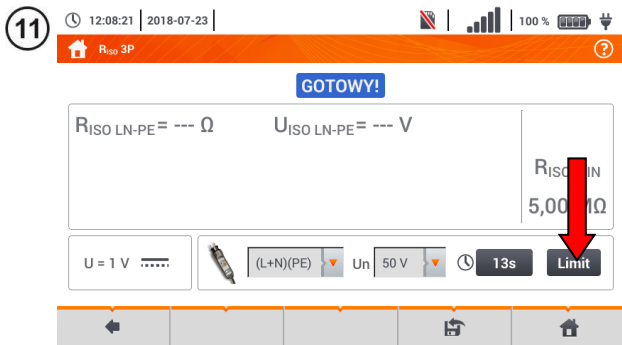 11
12:08:21 2018-07-23 100 %
RISO 3P ?
GOTOWY!
RISO LN-PE= --- Ω UISO LN-PE= --- V
5,00 MΩ
U = 1 V (L+N)(PE) Un 50 V 13s Limit